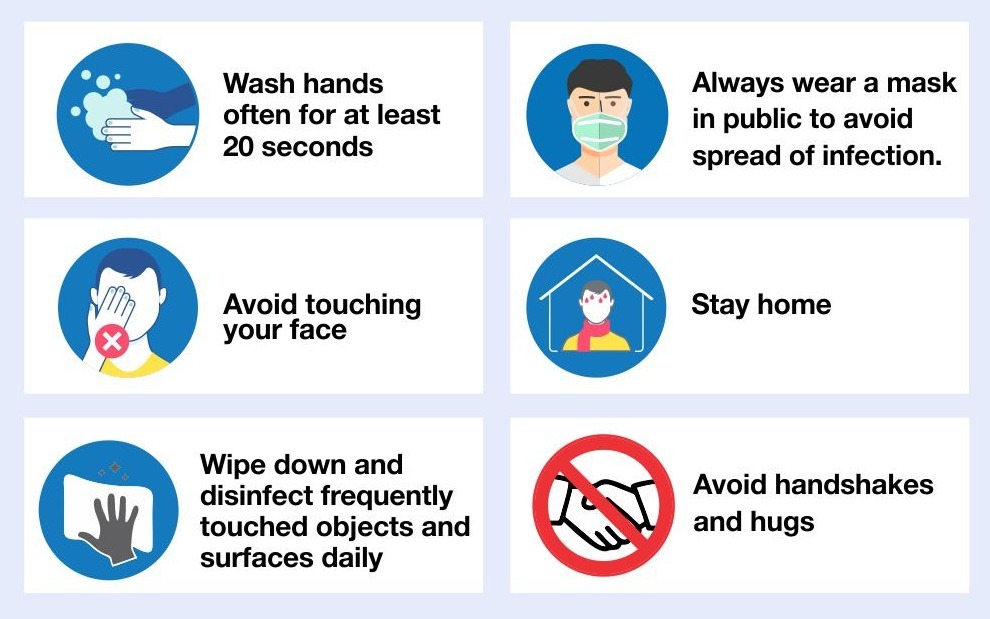 Wash hands
often for at least
20 seconds
Always wear a mask
in public to avoid
spread of infection.
Avoid touching
your face
Stay home
Wipe down and
disinfect frequently
touched objects and
surfaces daily
Avoid handshakes
and hugs